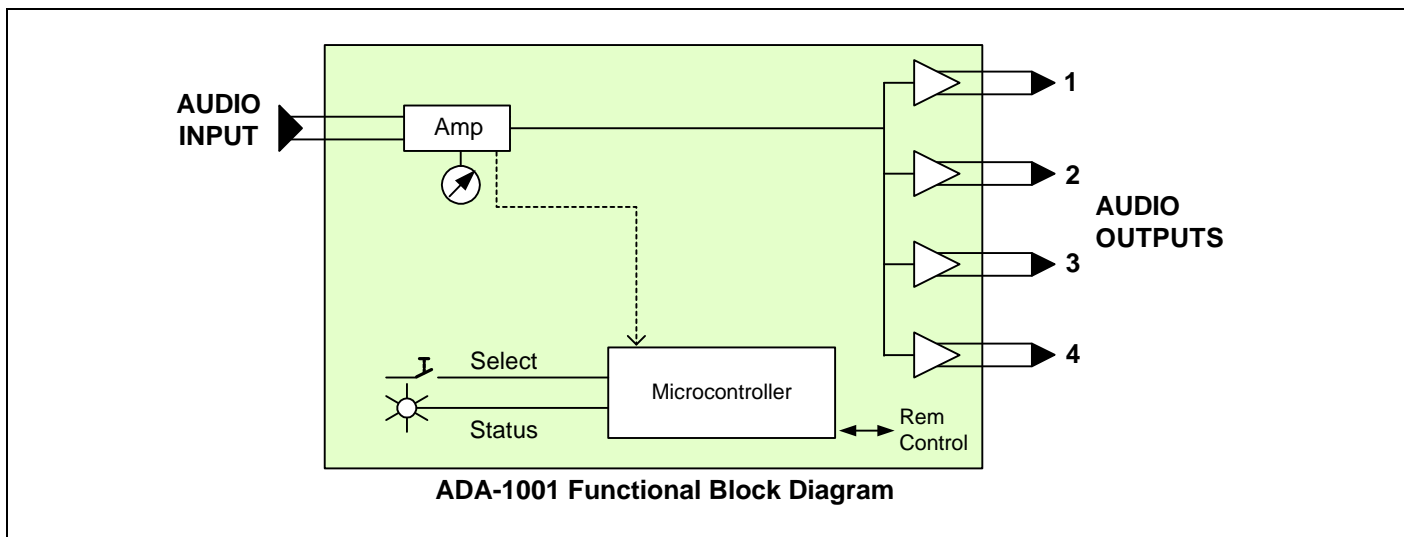 AUDIO
INPUT
Amp
1
2
AUDIO
OUTPUTS
3
4
Select
Microcontroller
Status
Rem
Control
ADA-1001 Functional Block Diagram